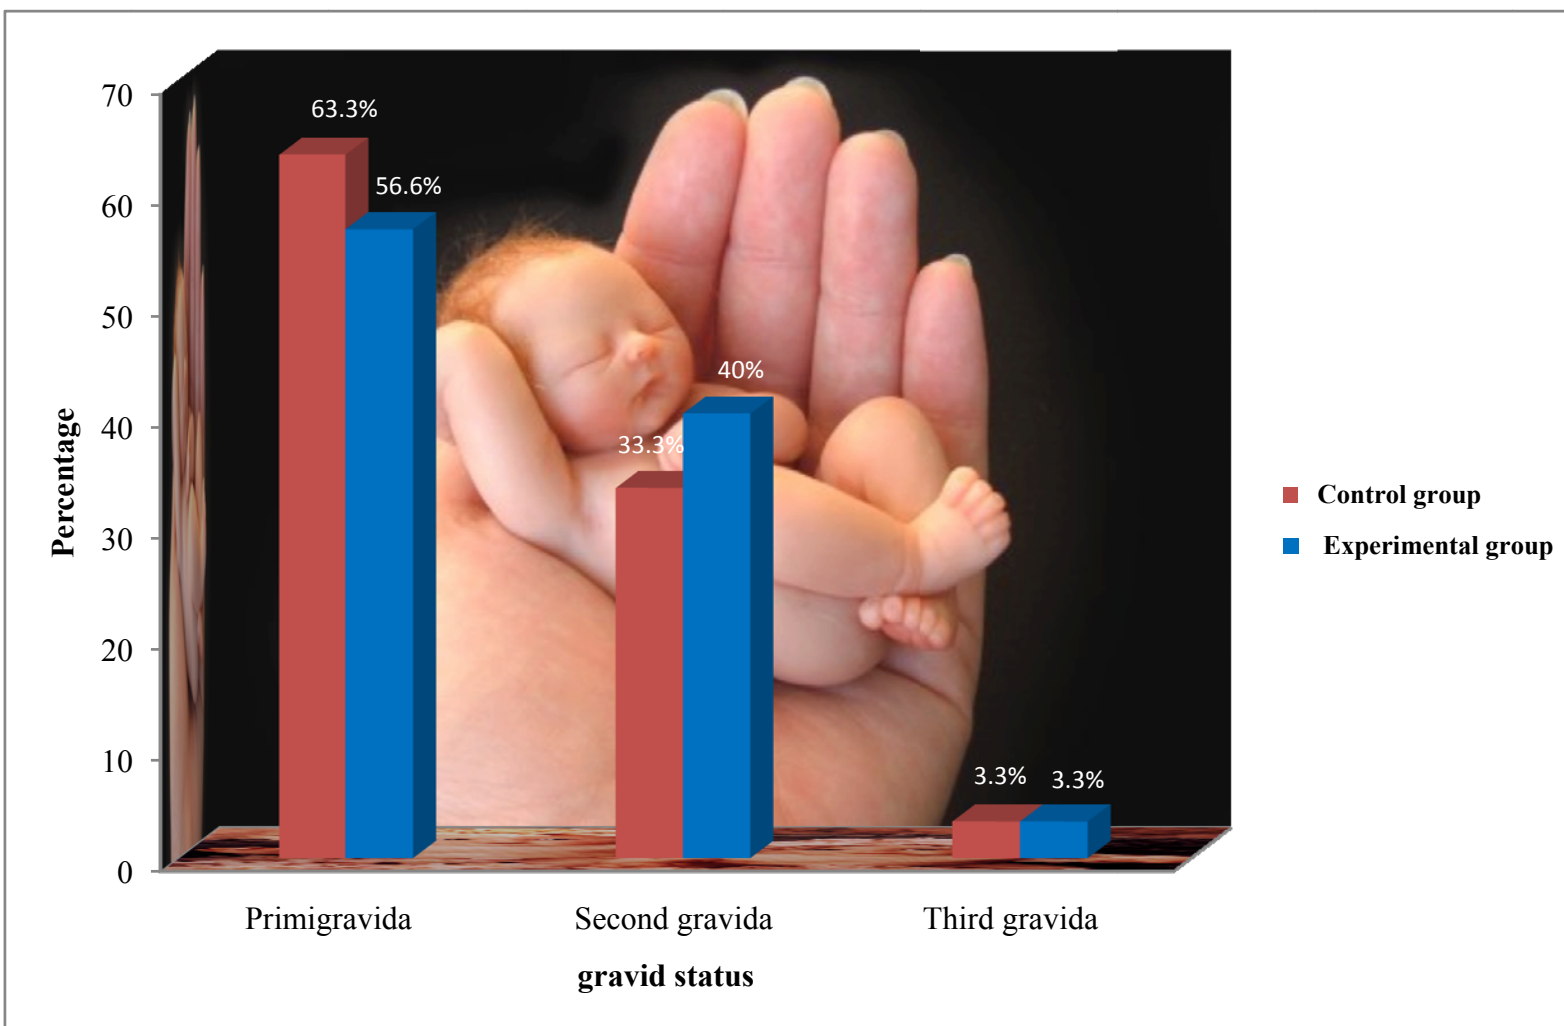 70
60
50
40
30
20
10
0
Percentage
63.3%
56.6%
33.3%
40%
3.3%
3.3%
Primigravida
Second gravida
Third gravida
gravid status
Control group
Experimental group